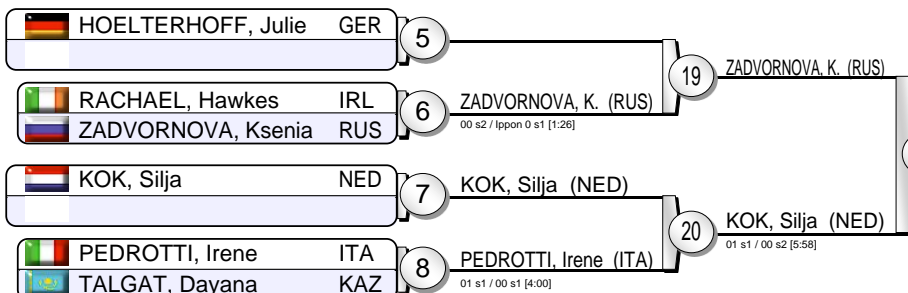 HOELTERHOFF, Julie GER
5
RACHAEL, Hawkes IRL
ZADVORNOVA, Ksenia RUS
6
ZADVORNOVA, K. (RUS)
00 s2 / Ippon 0 s1 [1:26]
19
ZADVORNOVA, K. (RUS)
KOK, Silja NED
7
KOK, Silja (NED)
PEDROTTI, Irene ITA
TALGAT, Dayana KAZ
8
PEDROTTI, Irene (ITA)
01 s1 / 00 s1 [4:00]
20
KOK, Silja (NED)
01 s1 / 00 s2 [5:58]